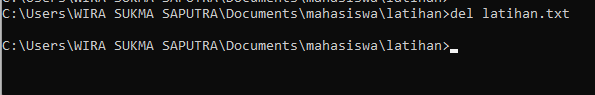 C:\Users\WIRA SUKMA SAPUTRA\Documents\mahasiswa\latihan>del latihan.txt
C:\Users\WIRA SUKMA SAPUTRA\Documents\mahasiswa\latihan>